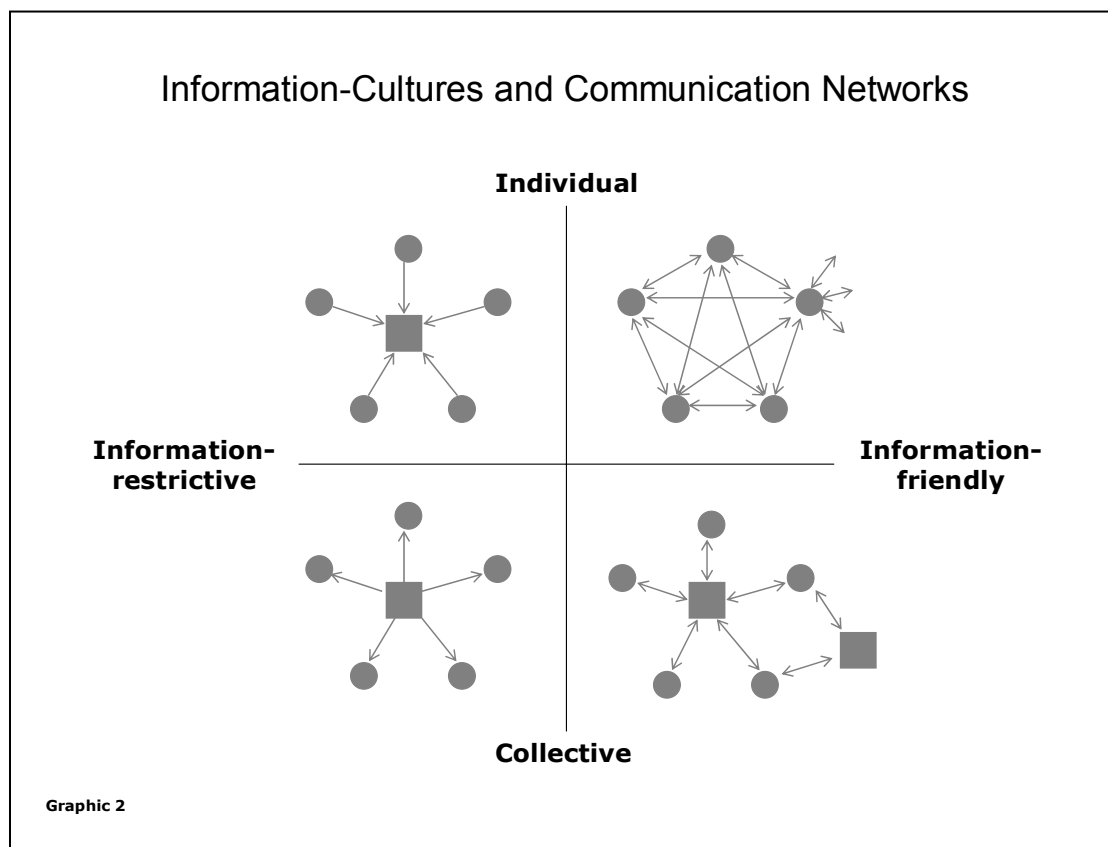 Information-Cultures and Communication Networks
Individual
Information-
restrictive
Information-
friendly
Collective
Graphic 2